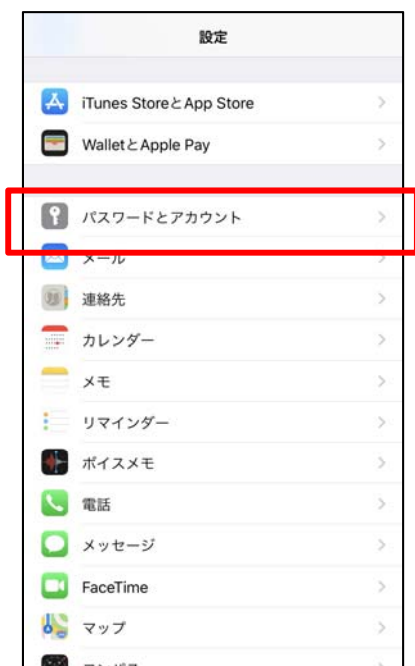 設定
iTunes StoreとApp Store
WalletとApple Pay
パスワードとアカウント
メール
連絡先
カレンダー
メモ
リマインダー
ボイスメモ
電話
メッセージ
FaceTime
マップ